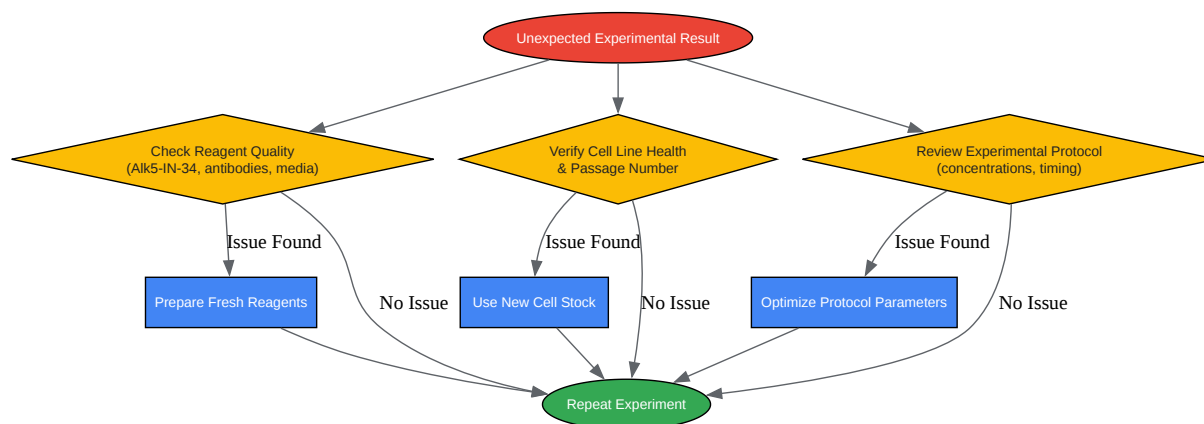 Unexpected Experimental Result
Check Reagent Quality
(Alk5-IN-34, antibodies, media)
Verify Cell Line Health
& Passage Number
Review Experimental Protocol
(concentrations, timing)
Issue Found
Issue Found
Issue Found
Prepare Fresh Reagents
No Issue
Use New Cell Stock
No Issue
Optimize Protocol Parameters
No Issue
Repeat Experiment